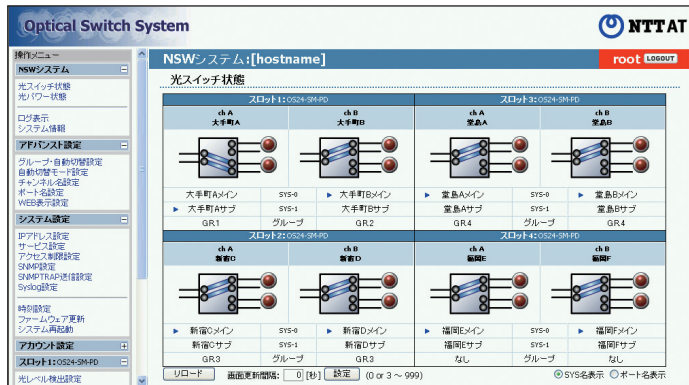 Optical Switch System
NTT AT
操作メニュー
NSWシステム
光スイッチ状態
光パワー状態
ログ表示
システム情報
アドバンスト設定
グループ・自動切替設定
自動切替モード設定
チャンネル名設定
ポート名設定
WEB表示設定
システム設定
IPアドレス設定
サービス設定
アクセス制限設定
SNMP設定
SNMPTRAP送信設定
Syslog設定
時刻設定
ファームウェア更新
システム再起動
アカウント設定
スロット1:OS24-SM-PD
光レベル検出設定
NSWシステム:[hostname]
root LOGOUT
光スイッチ状態
スロット1:OS24-SM-PD
ch A ch B
大手町A 大手町B
大手町Aメイン SYS-0 ▶ 大手町Bメイン
▶ 大手町Aサブ SYS-1 大手町Bサブ
GR1 グループ GR2
スロット3:OS24-SM-PD
ch A ch B
堂島A 堂島B
▶ 堂島Aメイン SYS-0 ▶ 堂島Bメイン
堂島Aサブ SYS-1 堂島Bサブ
GR4 グループ GR4
スロット2:OS24-SM-PD
ch A ch B
新宿C 新宿D
▶ 新宿Cメイン SYS-0 ▶ 新宿Dメイン
新宿Cサブ SYS-1 新宿Dサブ
GR3 グループ GR3
スロット4:OS24-SM-PD
ch A ch B
福岡E 福岡F
▶ 福岡Eメイン SYS-0 ▶ 福岡Fメイン
福岡Eサブ SYS-1 福岡Fサブ
なし グループ なし
リロード 画面更新間隔: 0 [秒] 設定 (0 or 3 ～ 999)
SYS名表示 ポート名表示